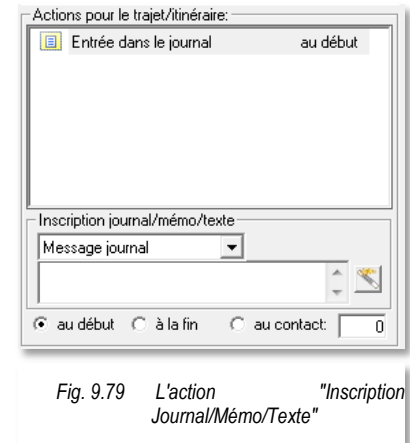 Actions pour le trajet/itinéraire:
Entrée dans le journal au début
Inscription journal/mémo/texte
Message journal
au début à la fin au contact: 0
Fig. 9.79 L'action "Inscription
Journal/Mémo/Texte"